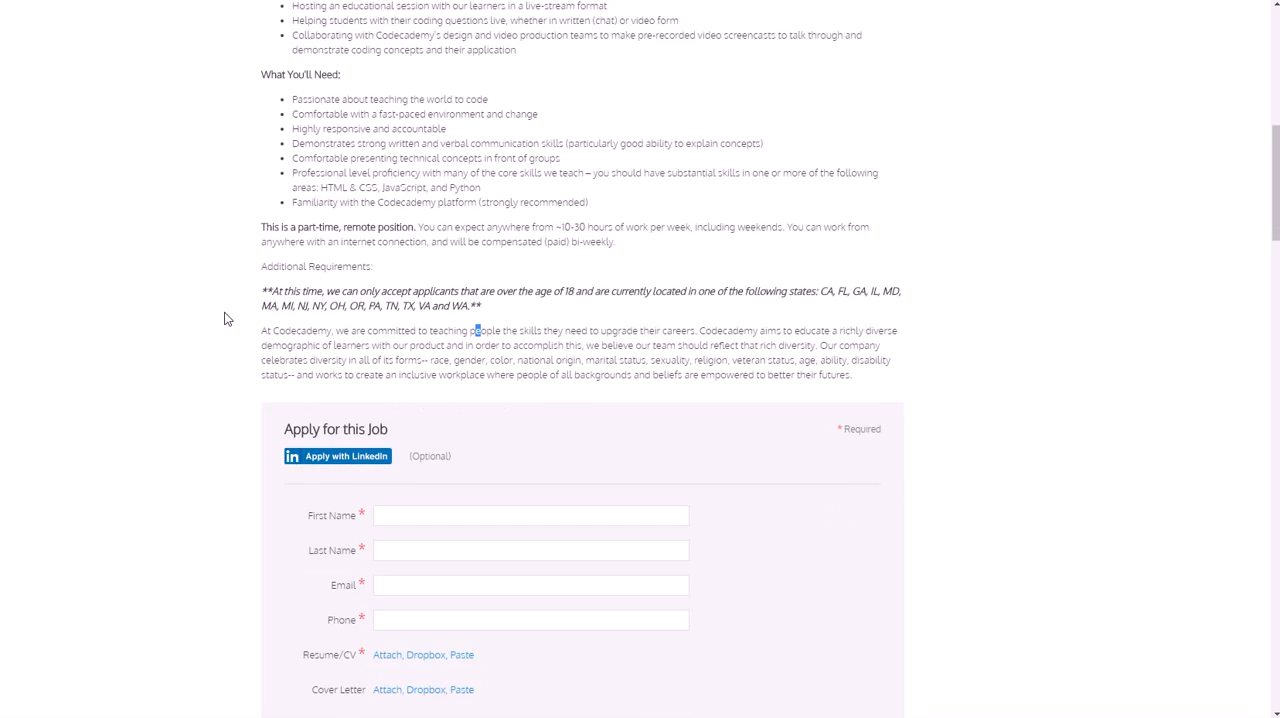 Hosting an educational session with our learners in a live-stream format
Helping students with their coding questions live, whether in written (chat) or video form
Collaborating with Codecademy's design and video production teams to make pre-recorded video screencasts to talk through and
demonstrate coding concepts and their application
What You'll Need:
Passionate about teaching the world to code
Comfortable with a fast-paced environment and change
Highly responsive and accountable
Demonstrates strong written and verbal communication skills (particularly good ability to explain concepts)
Comfortable presenting technical concepts in front of groups
Professional level proficiency with many of the core skills we teach – you should have substantial skills in one or more of the following
areas: HTML & CSS, JavaScript, and Python
Familiarity with the Codecademy platform (strongly recommended)
This is a part-time, remote position. You can expect anywhere from ~10-30 hours of work per week, including weekends. You can work from
anywhere with an internet connection, and will be compensated (paid) bi-weekly.
Additional Requirements:
**At this time, we can only accept applicants that are over the age of 18 and are currently located in one of the following states: CA, FL, GA, IL, MD,
MA, MI, NJ, NY, OH, OR, PA, TN, TX, VA and WA.**
At Codecademy, we are committed to teaching people the skills they need to upgrade their careers. Codecademy aims to educate a richly diverse
demographic of learners with our product and in order to accomplish this, we believe our team should reflect that rich diversity. Our company
celebrates diversity in all of its forms-- race, gender, color, national origin, marital status, sexuality, religion, veteran status, age, ability, disability
status-- and works to create an inclusive workplace where people of all backgrounds and beliefs are empowered to better their futures.
Apply for this Job
* Required
in Apply with LinkedIn (Optional)
First Name *
Last Name *
Email *
Phone *
Resume/CV * Attach, Dropbox, Paste
Cover Letter Attach, Dropbox, Paste